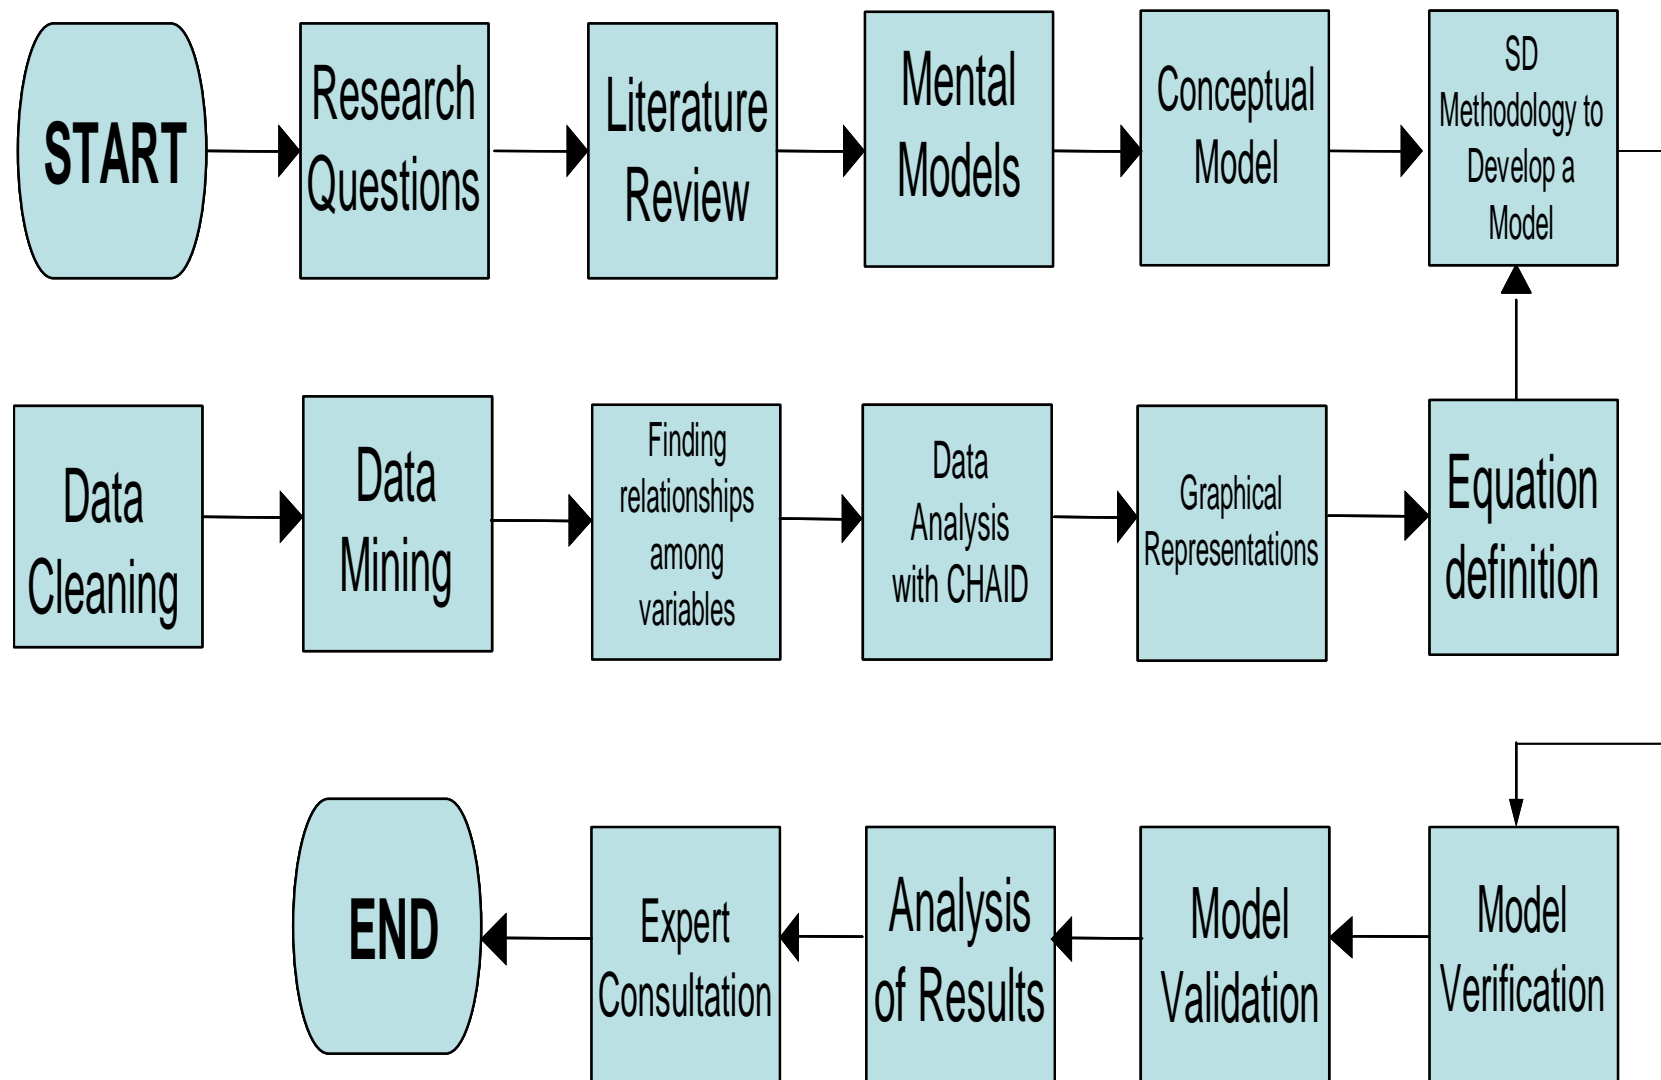 START
Research
Questions
Literature
Review
Mental
Models
Conceptual
Model
SD
Methodology to
Develop a
Model
Data
Cleaning
Data
Mining
Finding
relationships
among
variables
Data
Analysis
with CHAID
Graphical
Representations
Equation
definition
END
Expert
Consultation
Analysis
of Results
Model
Validation
Model
Verification